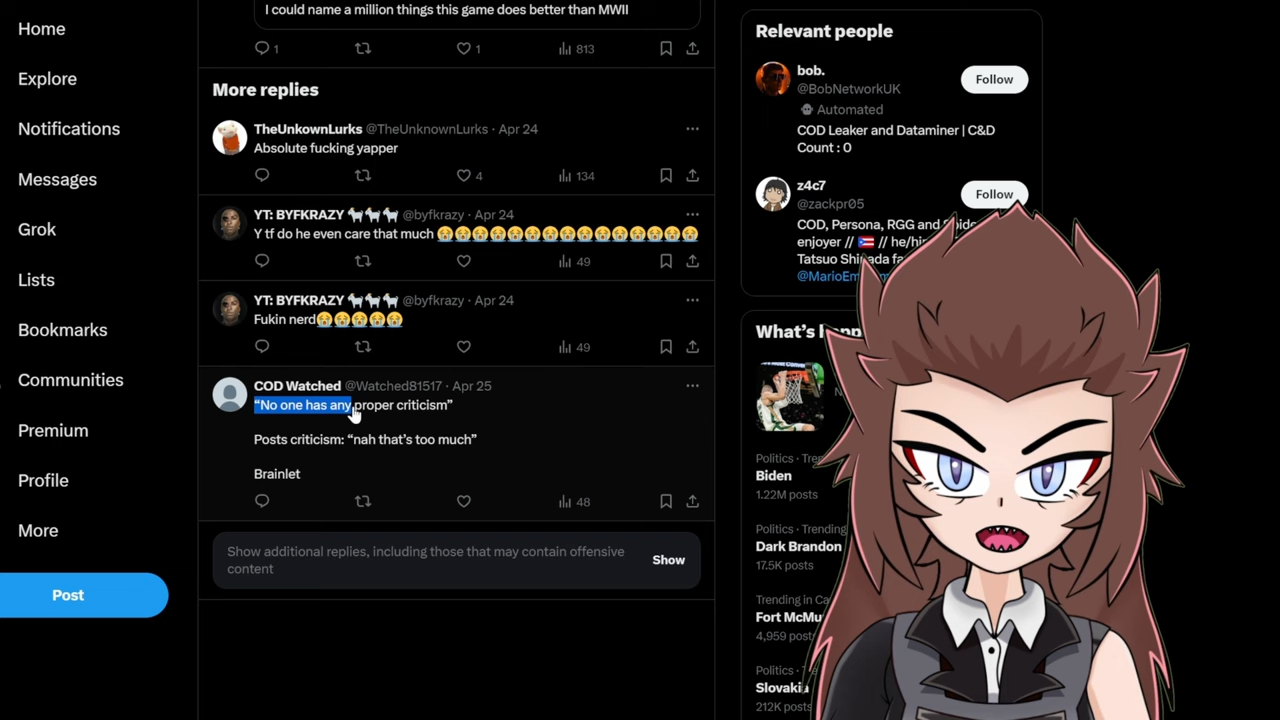 Home
Explore
Notifications
Messages
Grok
Lists
Bookmarks
Communities
Premium
Profile
More
Post
I could name a million things this game does better than MWII
1
1
813
More replies
TheUnkownLurks @TheUnknownLurks · Apr 24
Absolute fucking yapper
4
134
YT: BYFKRAZY 🐐🐐🐐 @byfkrazy · Apr 24
Y tf do he even care that much 😭😭😭😭😭😭😭😭😭😭😭😭😭😭😭
49
YT: BYFKRAZY 🐐🐐🐐 @byfkrazy · Apr 24
Fukin nerd😭😭😭😭😭
49
COD Watched @Watched81517 · Apr 25
“No one has any proper criticism”
Posts criticism: “nah that’s too much”
Brainlet
48
Show additional replies, including those that may contain offensive
content
Show
Relevant people
bob.
@BobNetworkUK
Follow
Automated
COD Leaker and Dataminer | C&D
Count : 0
z4c7
@zackpr05
Follow
COD, Persona, RGG and
enjoyer // 🇵🇷 // he/hi
Tatsuo
@MarioEm
What’s
Politics ·
Biden
1.22M posts
Politics · Trending
Dark Brandon
17.5K posts
Trending in Ca
Fort McMu
4,959 posts
Politics ·
Slovakia
212K posts